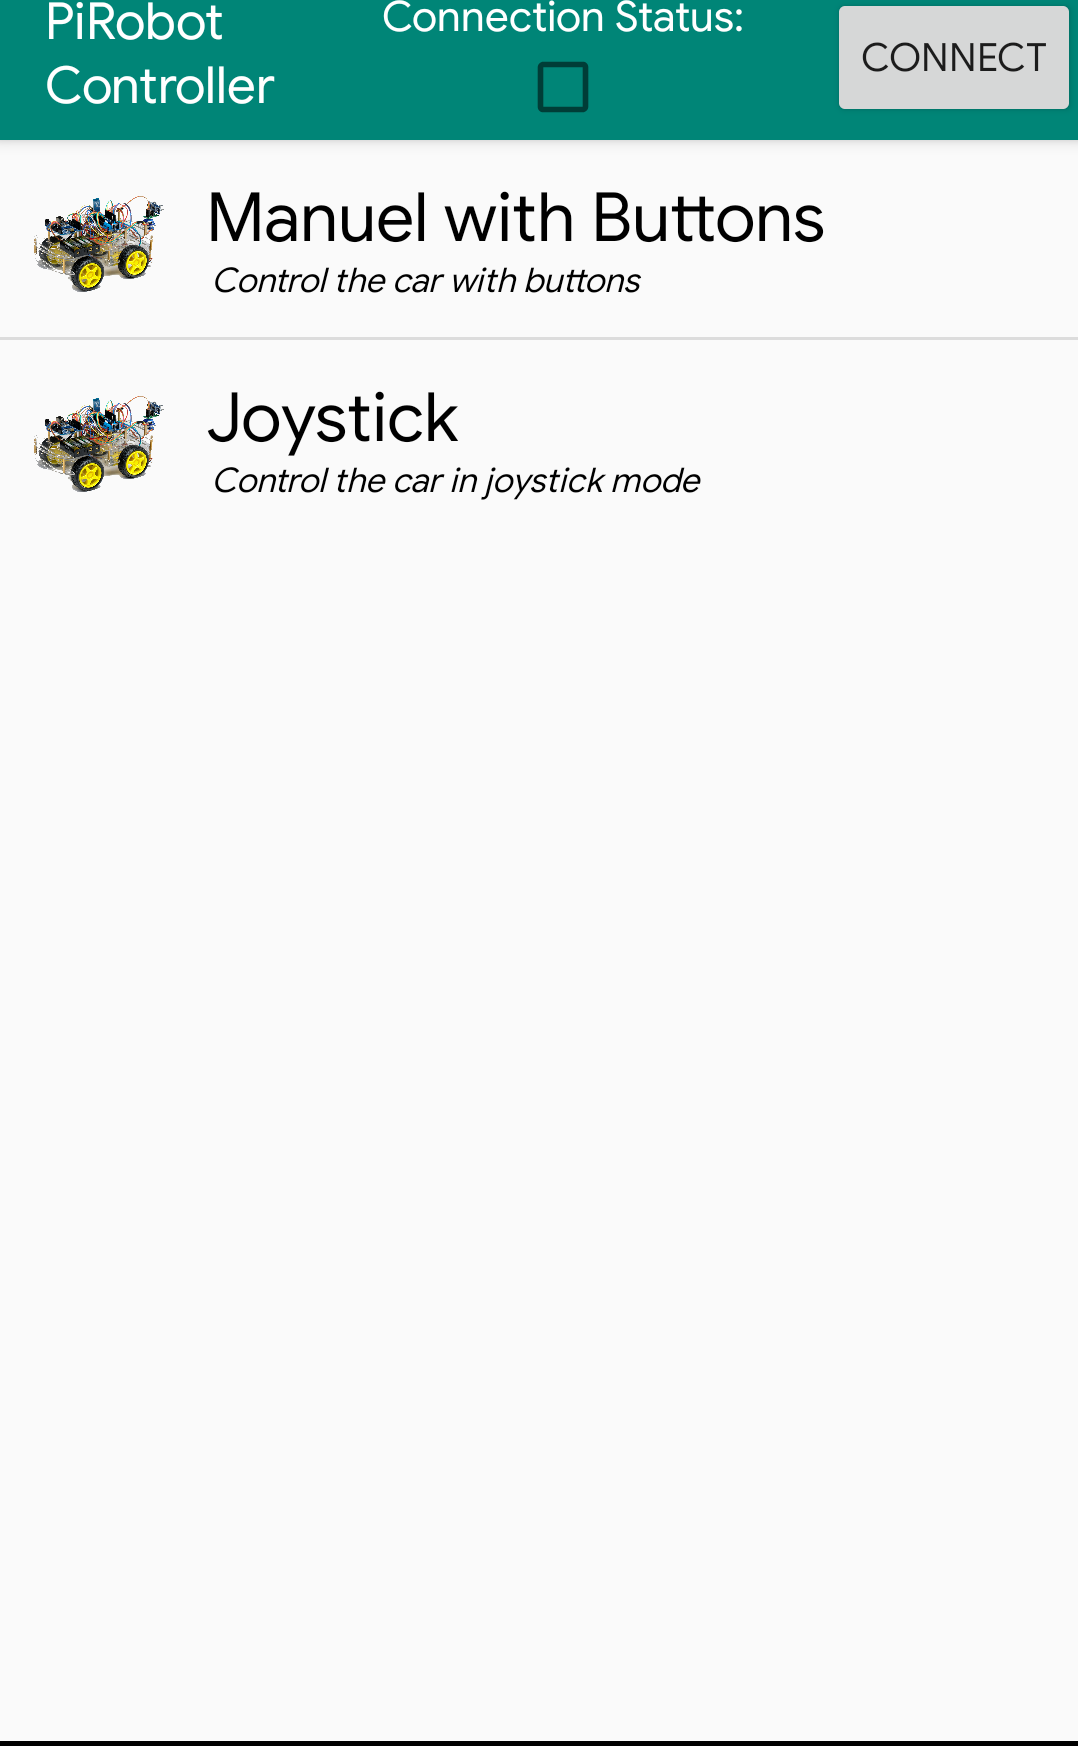 PiRobot
Controller
Connection Status:
CONNECT
Manuel with Buttons
Control the car with buttons
Joystick
Control the car in joystick mode